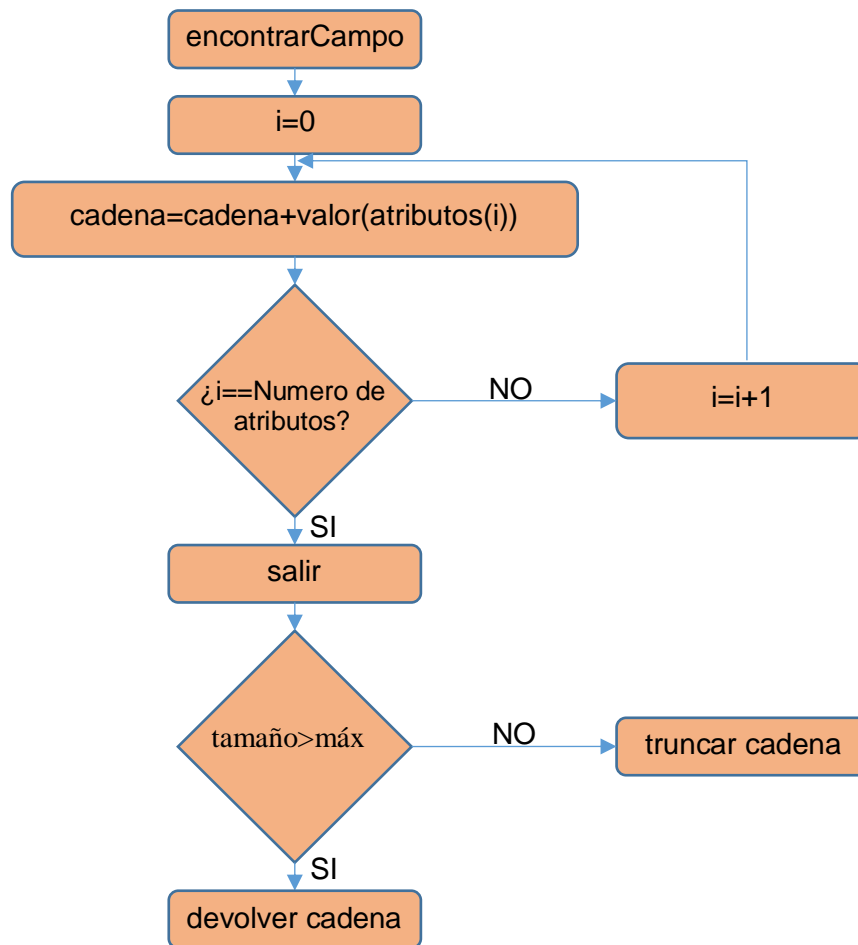 encontrarCampo
i=0
cadena=cadena+valor(atributos(i))
¿i==Numero de
atributos?
NO
i=i+1
SI
salir
tamaño>máx
NO
truncar cadena
SI
devolver cadena